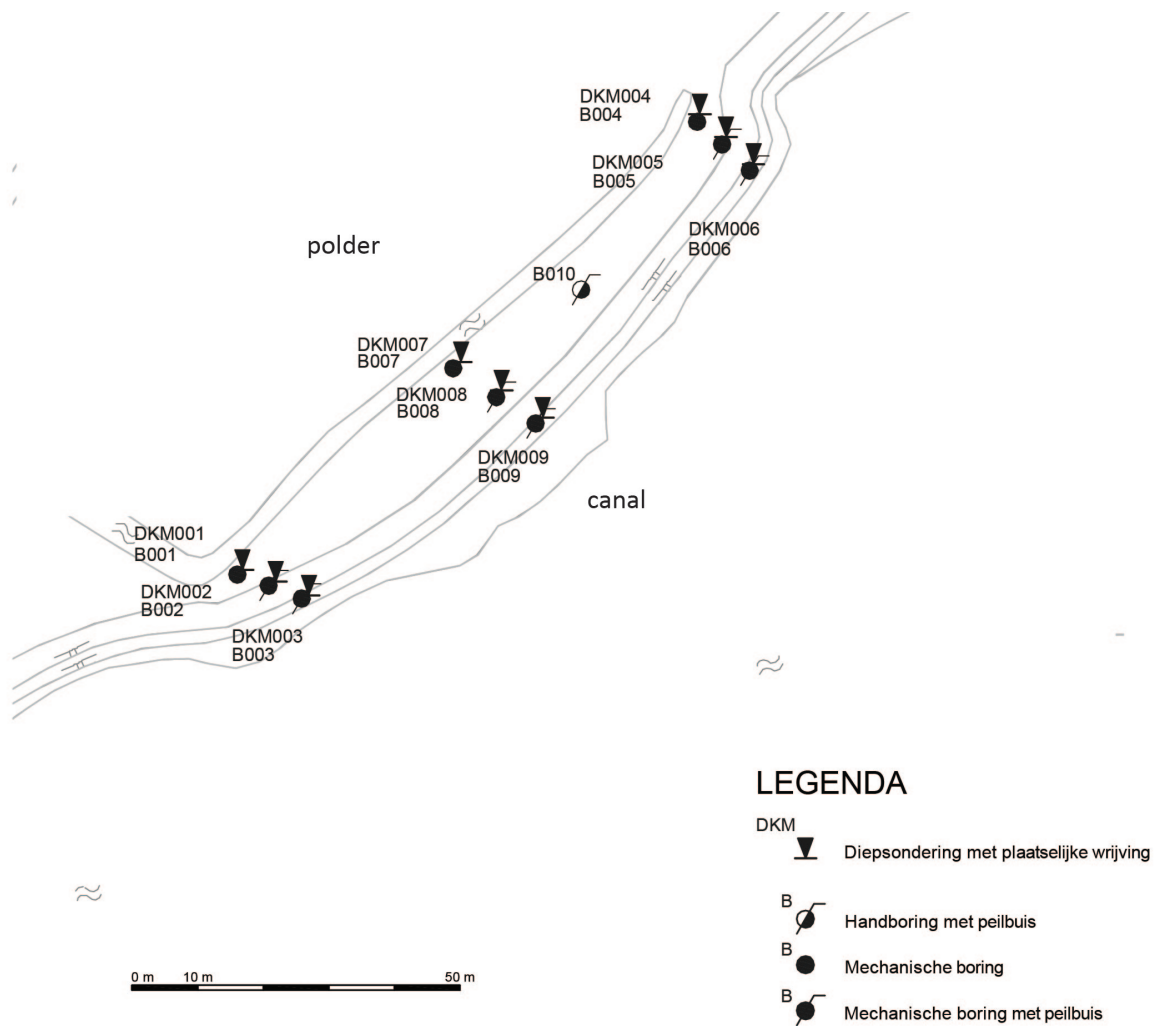 DKM004
B004
DKM005
B005
DKM006
B006
polder
B010
DKM007
B007
DKM008
B008
DKM009
B009
canal
DKM001
B001
DKM002
B002
DKM003
B003
LEGENDA
DKM
Diepsondering met plaatselijke wrijving
B
Handboring met peilbuis
B
Mechanische boring
B
Mechanische boring met peilbuis
0 m 10 m 50 m